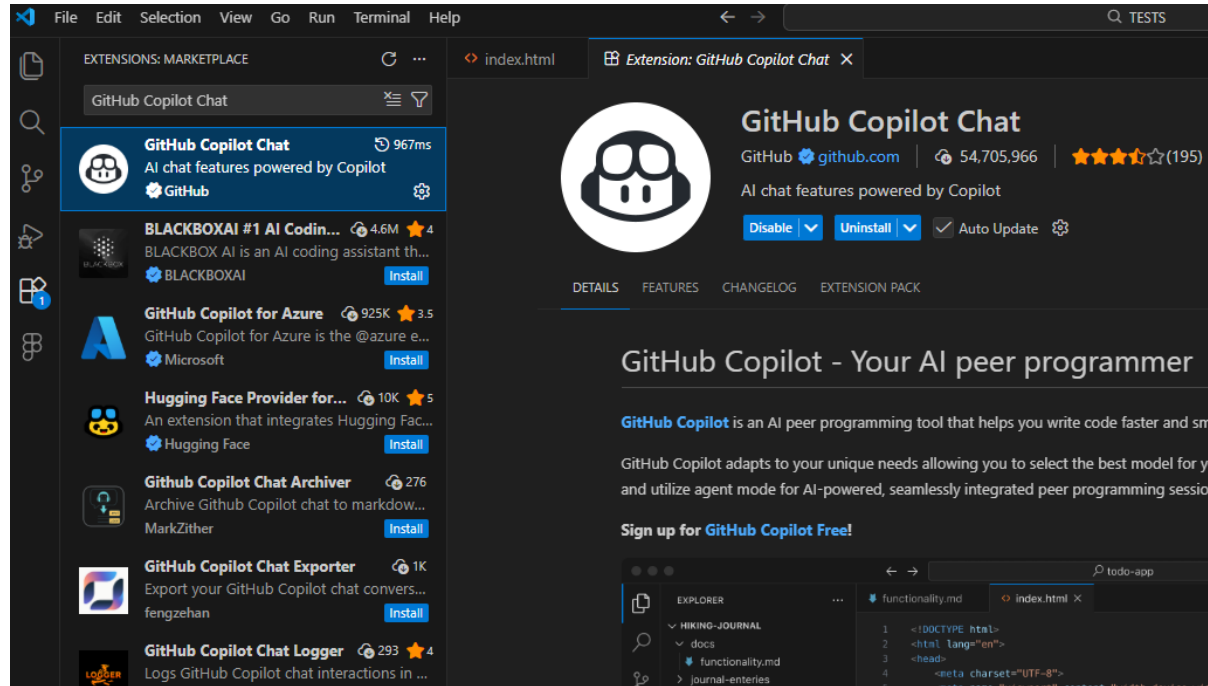 File Edit Selection View Go Run Terminal Help
TESTS
EXTENSIONS: MARKETPLACE
GitHub Copilot Chat
GitHub Copilot Chat 967ms
AI chat features powered by Copilot
GitHub
BLACKBOXAI #1 AI Codin... 4.6M 4
BLACKBOX AI is an AI coding assistant th...
BLACKBOXAI
Install
GitHub Copilot for Azure 925K 3.5
GitHub Copilot for Azure is the @azure e...
Microsoft
Install
Hugging Face Provider for... 10K 5
An extension that integrates Hugging Fac...
Hugging Face
Install
Github Copilot Chat Archiver 276
Archive Github Copilot chat to markdow...
MarkZither
Install
GitHub Copilot Chat Exporter 1K
Export your GitHub Copilot chat convers...
fengzehan
Install
GitHub Copilot Chat Logger 293 4
Logs GitHub Copilot chat interactions in ...
LOGGER
1
index.html
Extension: GitHub Copilot Chat
GitHub Copilot Chat
GitHub github.com 54,705,966 (195)
AI chat features powered by Copilot
Disable Uninstall Auto Update
DETAILS FEATURES CHANGELOG EXTENSION PACK
GitHub Copilot - Your AI peer programmer
GitHub Copilot is an AI peer programming tool that helps you write code faster and sm
GitHub Copilot adapts to your unique needs allowing you to select the best model for y
and utilize agent mode for AI-powered, seamlessly integrated peer programming sessio
Sign up for GitHub Copilot Free!
todo-app
EXPLORER ...
HIKING-JOURNAL
docs
functionality.md
journal-enteries
functionality.md index.html
1 <!DOCTYPE html>
2 <html lang="en">
3 <head>
4 <meta charset="UTF-8">